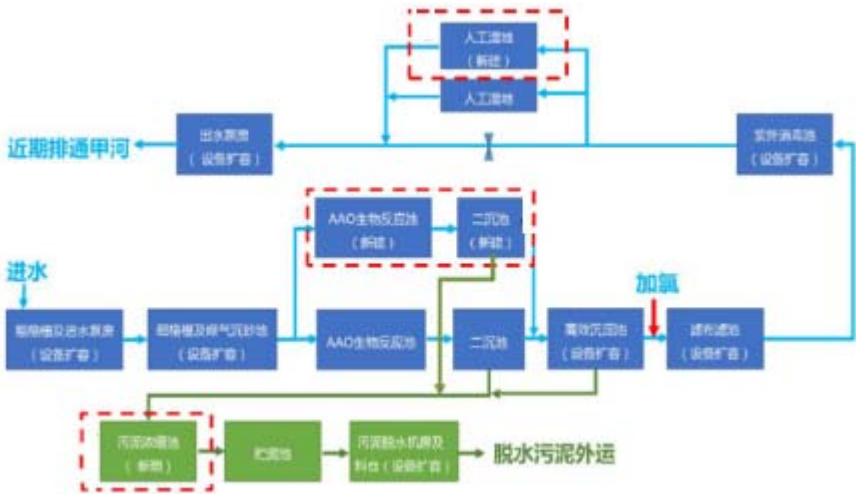 人工湿地
（新建）
人工湿地
近期排通甲河
出水泵房
（设备扩容）
紫外消毒池
（设备扩容）
AAO生物反应池
（新建）
二沉池
（新建）
进水
加氯
粗格栅及进水泵房
（设备扩容）
细格栅及曝气沉砂池
（设备扩容）
AAO生物反应池
二沉池
高效沉淀池
（设备扩容）
滤布滤池
（设备扩容）
污泥浓缩池
贮泥池
污泥脱水机房及
料仓（设备扩容）
脱水污泥外运